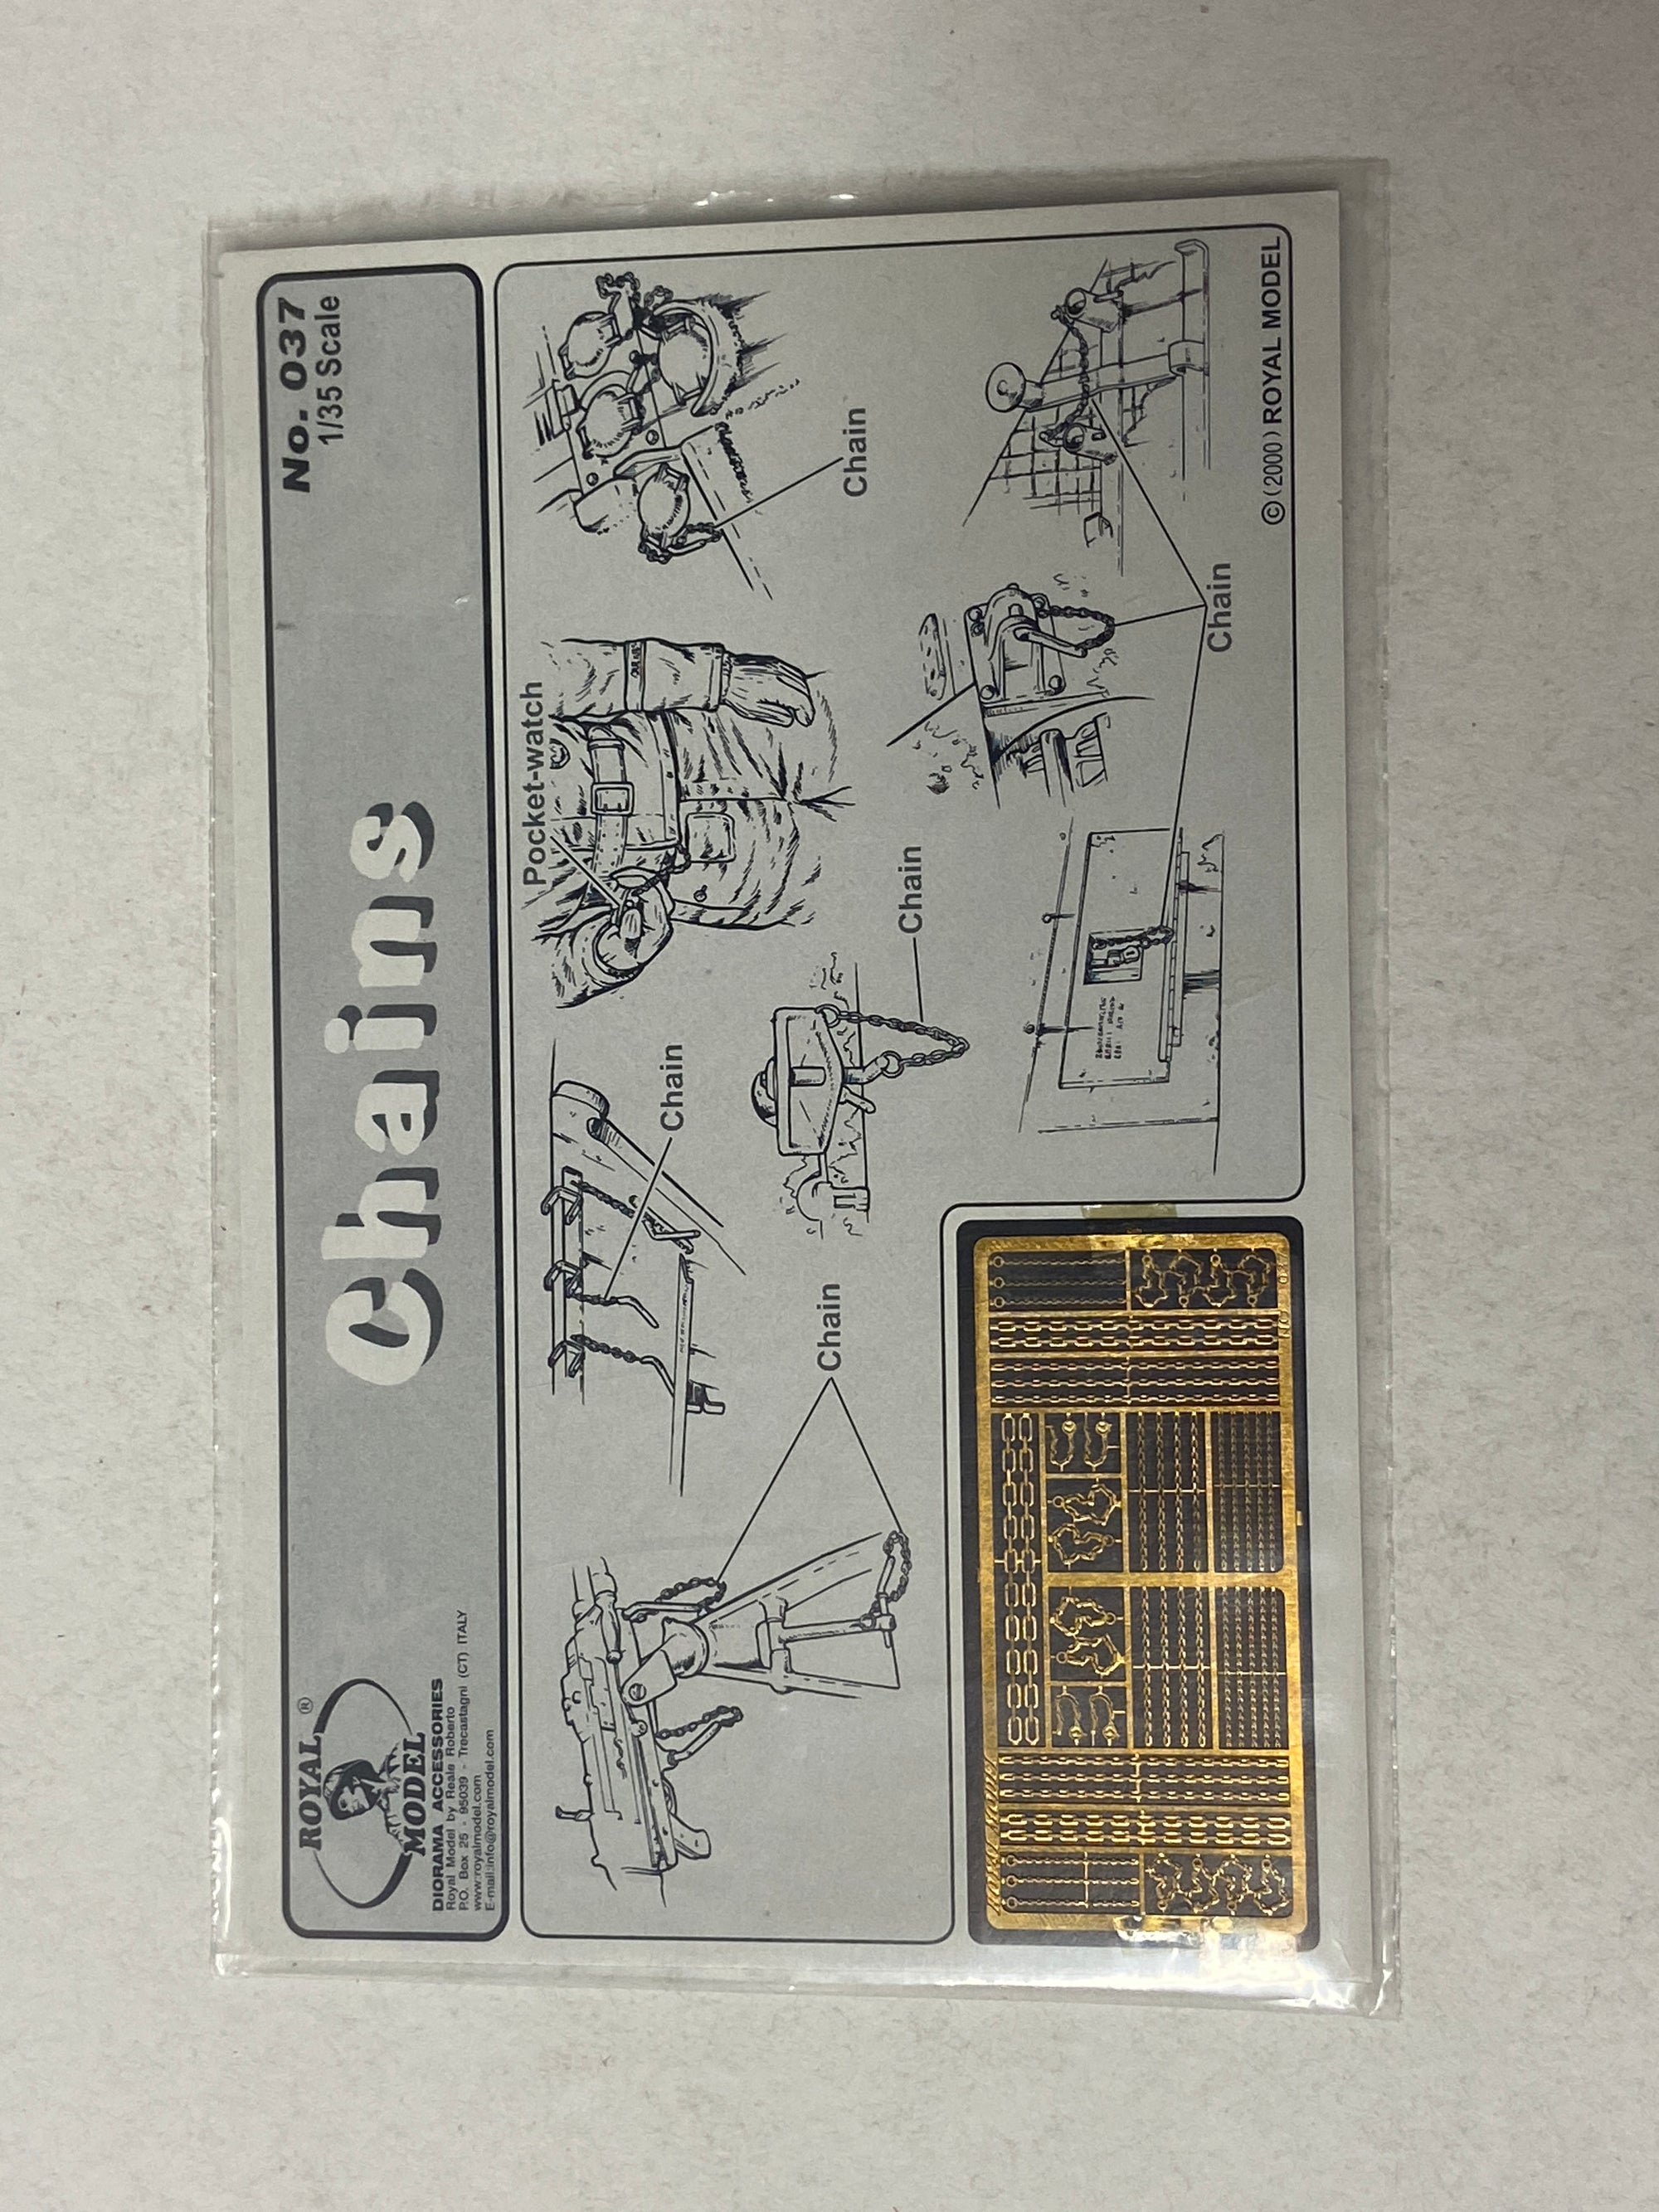 ROYAL ®
MODEL
DIORAMA ACCESSORIES
Royal Model by Reale Roberto
P.O. Box 25 - 95039 - Trecastagni (CT) ITALY
www.royalmodel.com
E-mail:info@royalmodel.com
Chains
No. 037
1/35 Scale
Chain
Chain
Pocket-watch
Chain
Chain
Chain
© (2000) ROYAL MODEL